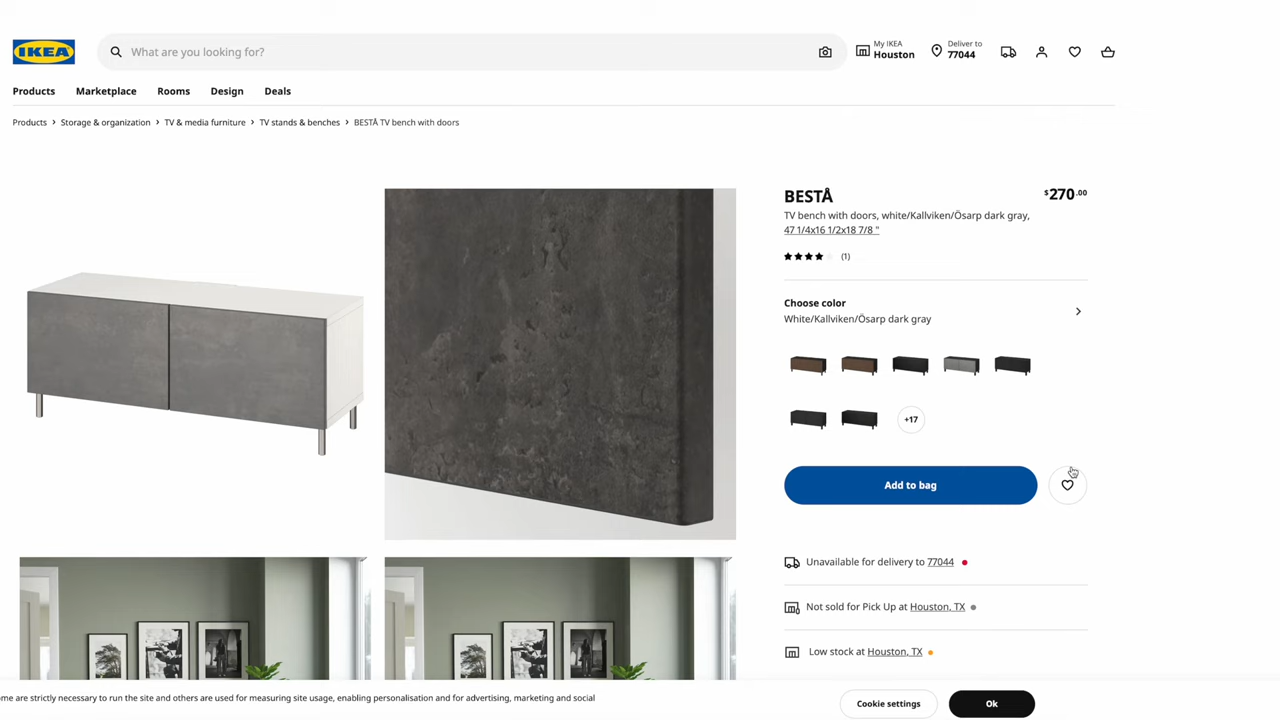 IKEA
What are you looking for?
My IKEA
Houston
Deliver to
77044
Products
Marketplace
Rooms
Design
Deals
Products › Storage & organization › TV & media furniture › TV stands & benches › BESTÅ TV bench with doors
BESTÅ
$270.00
TV bench with doors, white/Kallviken/Ösarp dark gray,
47 1/4x16 1/2x18 7/8 "
(1)
Choose color
White/Kallviken/Ösarp dark gray
+17
Add to bag
Unavailable for delivery to 77044
Not sold for Pick Up at Houston, TX
Low stock at Houston, TX
ome are strictly necessary to run the site and others are used for measuring site usage, enabling personalisation and for advertising, marketing and social
Cookie settings
Ok